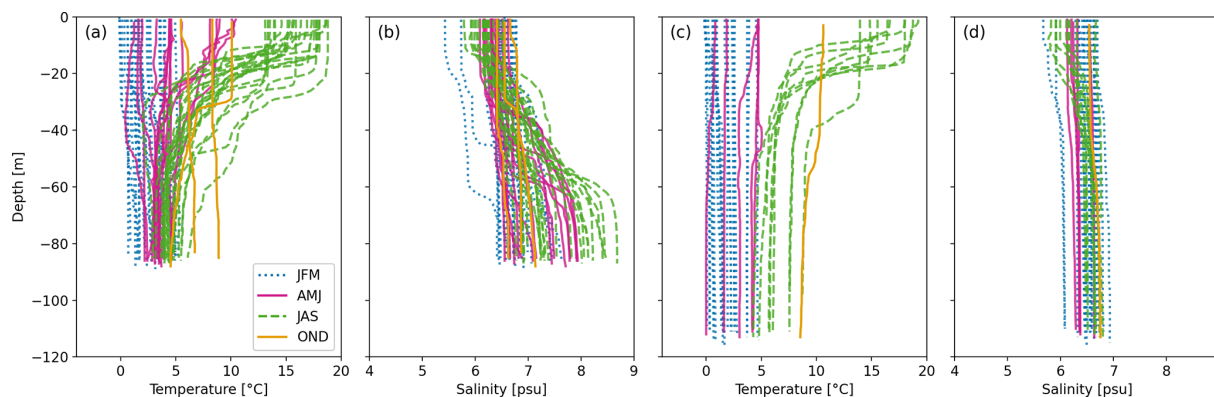 (a)
(b)
(c)
(d)
0
−20
−40
−60
−80
−100
−120
Depth [m]
JFM
AMJ
JAS
OND
0 5 10 15 20
4 5 6 7 8 9
0 5 10 15 20
4 5 6 7 8
Temperature [°C]
Salinity [psu]
Temperature [°C]
Salinity [psu]